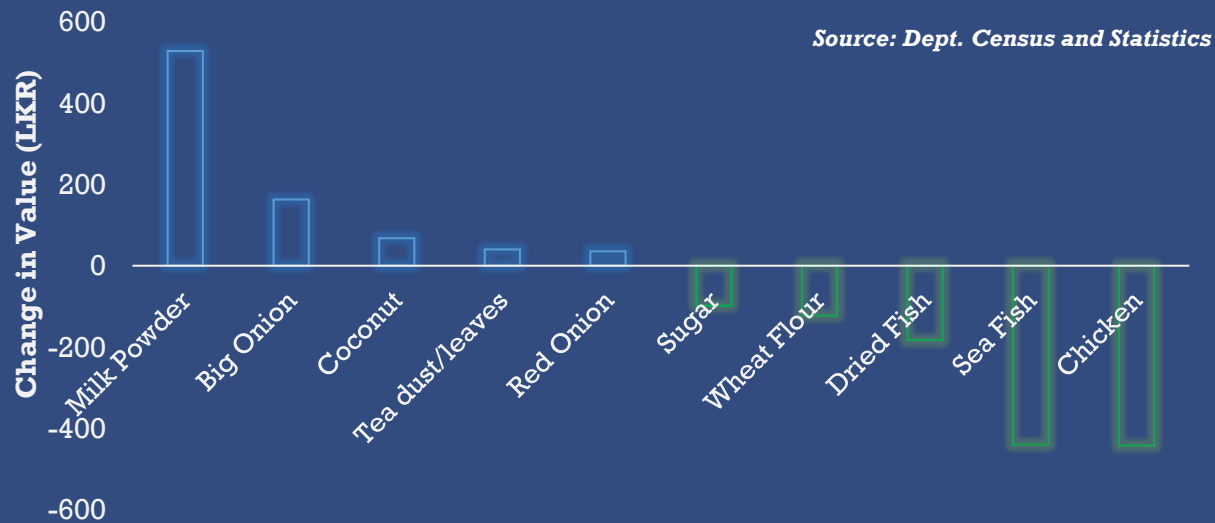 Source: Dept. Census and Statistics
Change in Value (LKR)
600
400
200
0
-200
-400
-600
Milk Powder
Big Onion
Coconut
Tea dust/leaves
Red Onion
Sugar
Wheat Flour
Dried Fish
Sea Fish
Chicken